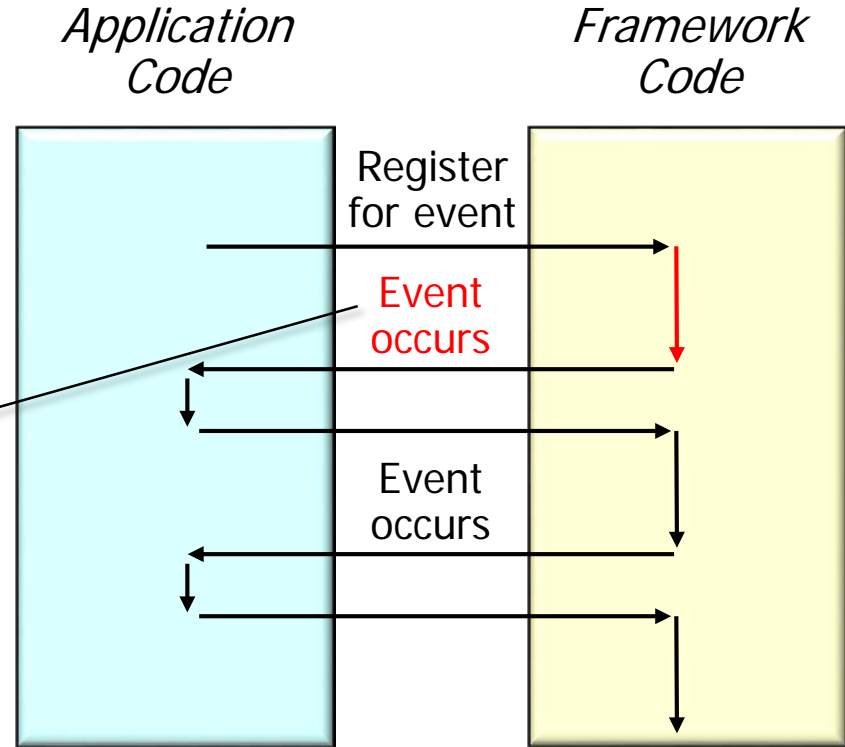 Application
Code
Framework
Code
Register
for event
Event
occurs
Event
occurs